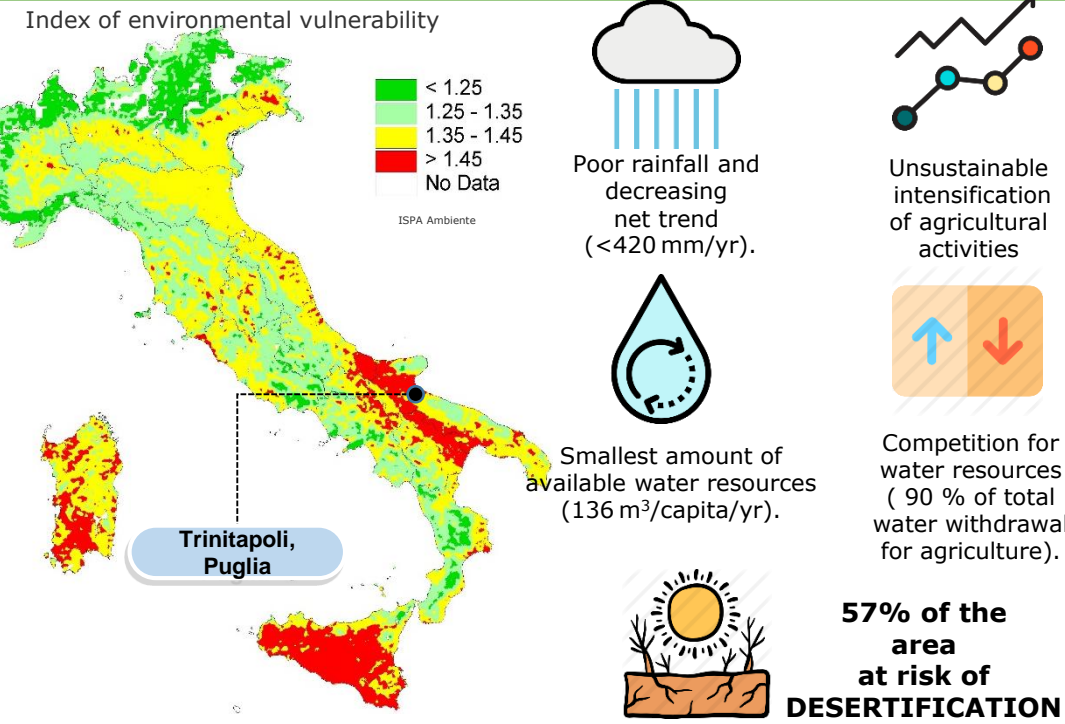 Index of environmental vulnerability
< 1.25
1.25 - 1.35
1.35 - 1.45
> 1.45
No Data
ISPA Ambiente
Trinitapoli,
Puglia
Poor rainfall and
decreasing
net trend
(<420 mm/yr).
Unsustainable
intensification
of agricultural
activities
Smallest amount of
available water resources
(136 m³/capita/yr).
Competition for
water resources
( 90 % of total
water withdrawal
for agriculture).
57% of the
area
at risk of
DESERTIFICATION